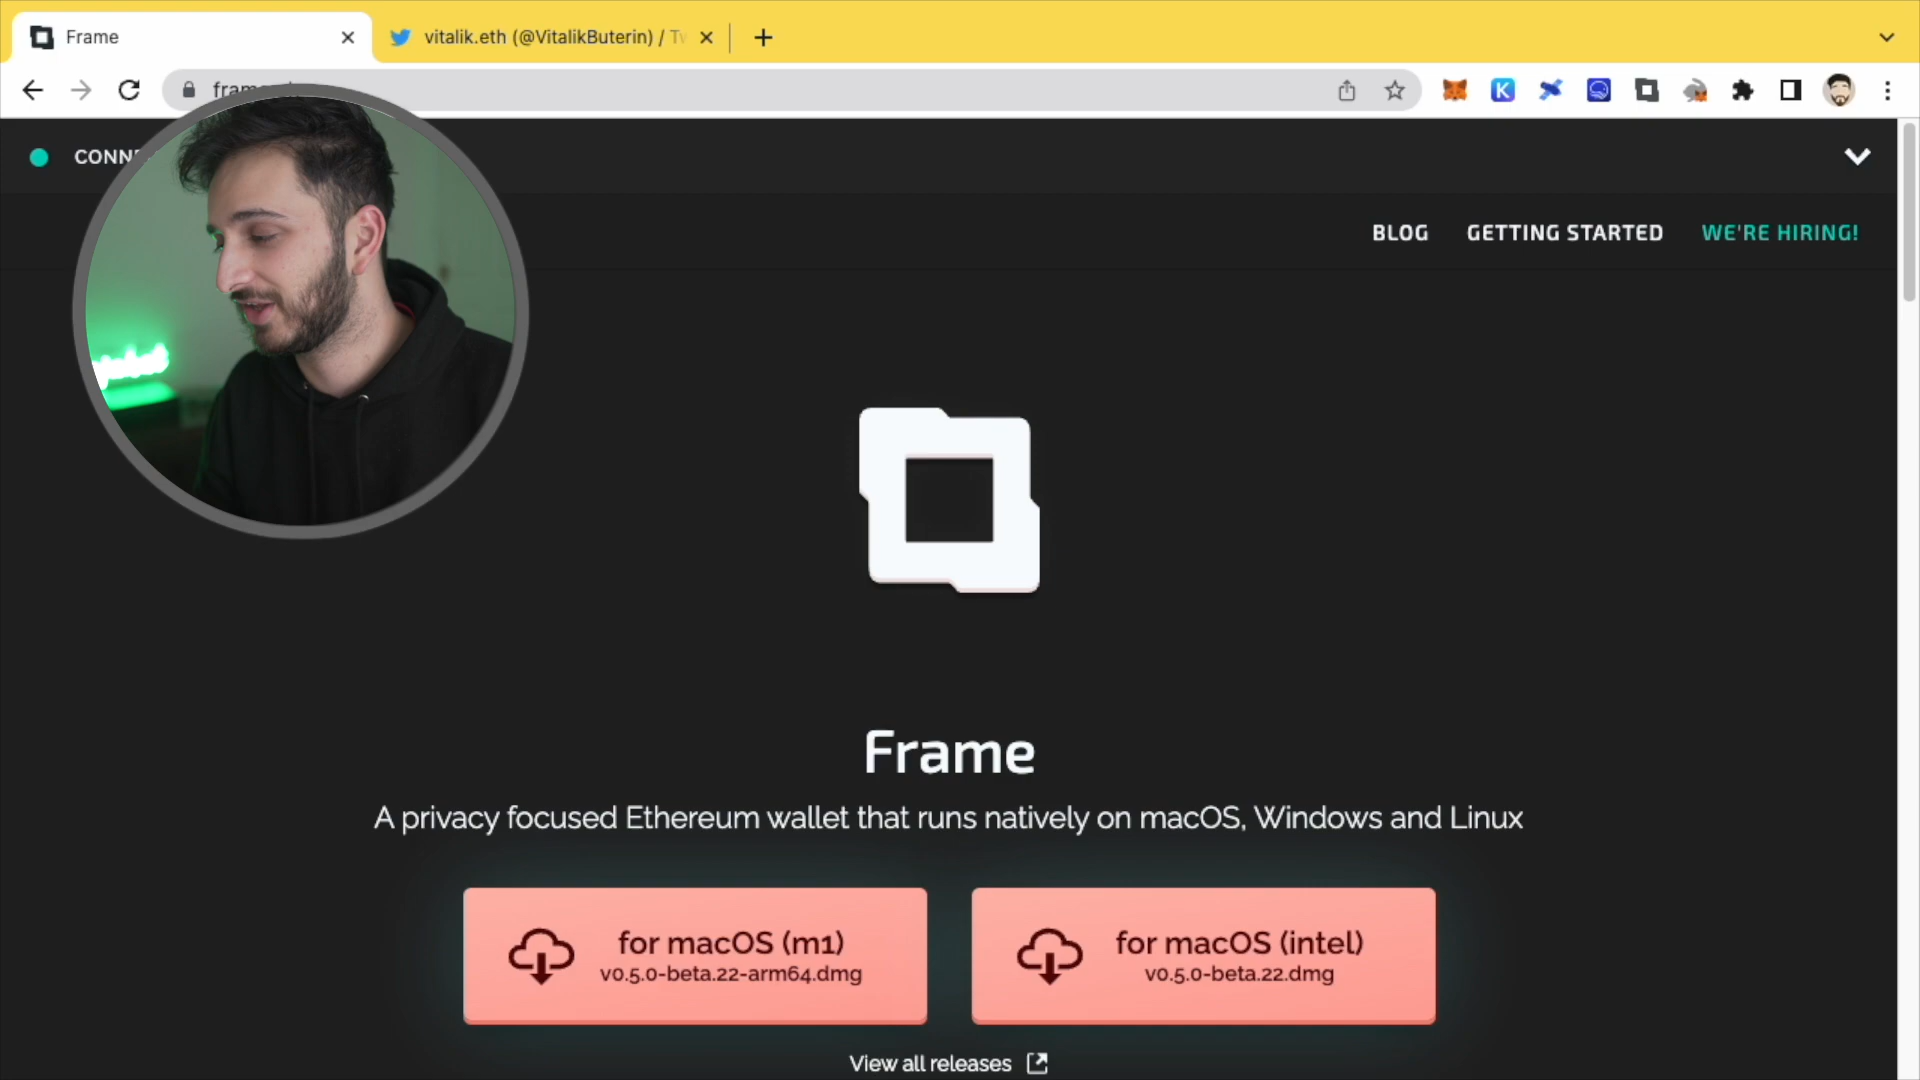 Frame
vitalik.eth (@VitalikButerin) / Tw
BLOG
GETTING STARTED
WE'RE HIRING!
Frame
A privacy focused Ethereum wallet that runs natively on macOS, Windows and Linux
for macOS (m1)
v0.5.0-beta.22-arm64.dmg
for macOS (intel)
v0.5.0-beta.22.dmg
View all releases